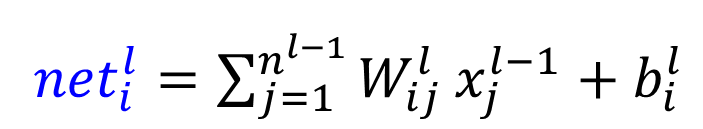 $net_i^l = \sum_{j=1}^{n^{l-1}} W_{ij}^l \, x_j^{l-1} + b_i^l$